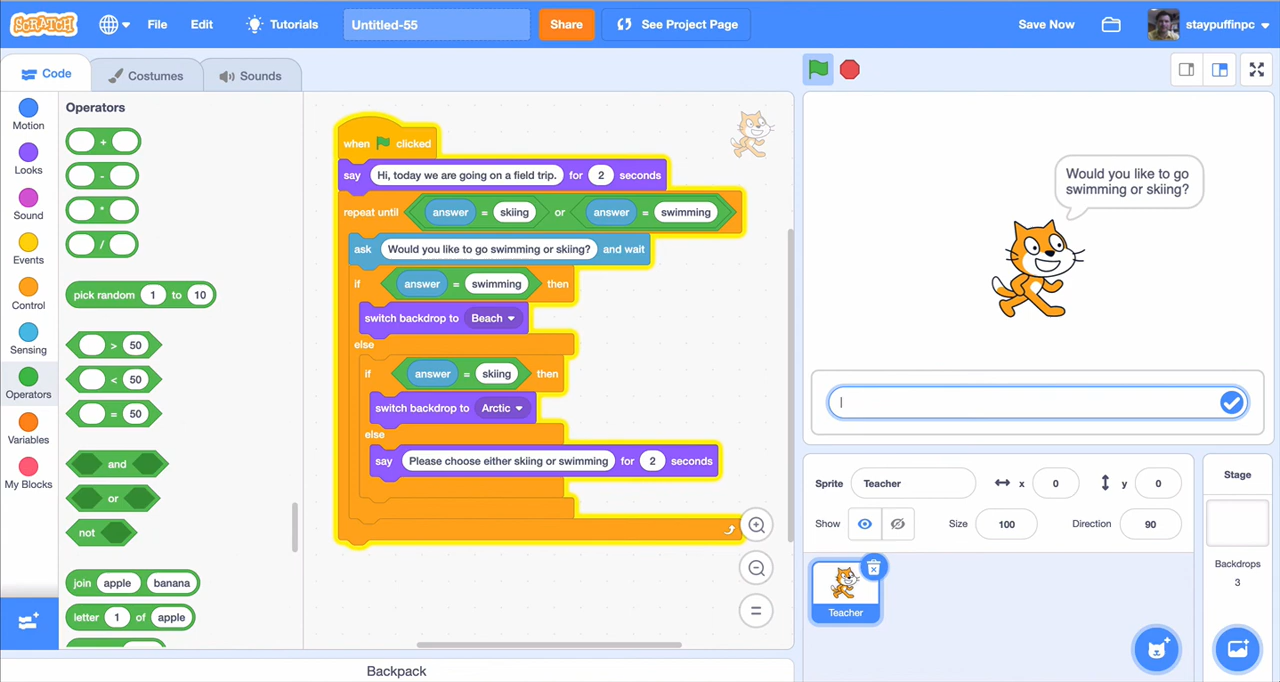 SCRATCH File Edit Tutorials Untitled-55 Share See Project Page Save Now staypuffinpc
Code Costumes Sounds
Motion
Looks
Sound
Events
Control
Sensing
Operators
Variables
My Blocks
Operators
+
-
*
/
pick random 1 to 10
> 50
< 50
= 50
and
or
not
join apple banana
letter 1 of apple
when clicked
say Hi, today we are going on a field trip. for 2 seconds
repeat until answer = skiing or answer = swimming
ask Would you like to go swimming or skiing? and wait
if answer = swimming then
switch backdrop to Beach
else
if answer = skiing then
switch backdrop to Arctic
else
say Please choose either skiing or swimming for 2 seconds
Backpack
Would you like to go
swimming or skiing?
Sprite Teacher x 0 y 0
Show Size 100 Direction 90
Teacher
Stage
Backdrops
3